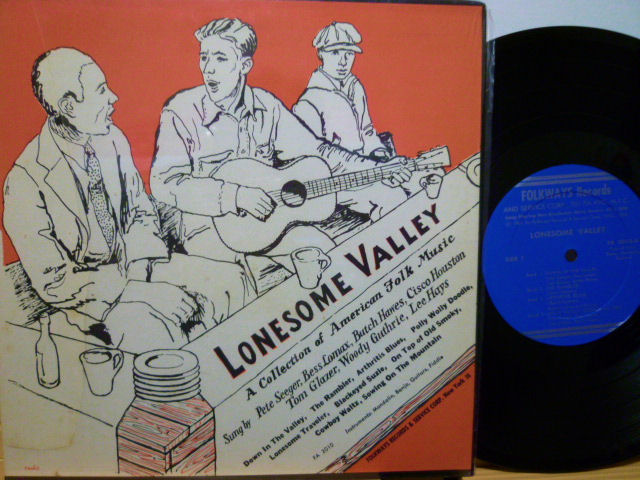 LONESOME VALLEY
A Collection of American Folk Music
Sung by Pete Seeger, Bess Lomax, Butch Hawes, Cisco Houston
Tom Glazer, Woody Guthrie, Lee Hays
Down In The Valley, The Rambler, Arthritis Blues, Polly Wolly Doodle,
Lonesome Traveler, Blackeyed Suzie, On Top of Old Smoky,
Cowboy Waltz, Sowing On The Mountain
Instruments: Mandolin, Banjo, Guitars, Fiddle
FA 2010
FOLKWAYS RECORDS & SERVICE CORP., New York 36
FOLKWAYS Records
AND SERVICE CORP.
LONESOME VALLEY
SIDE